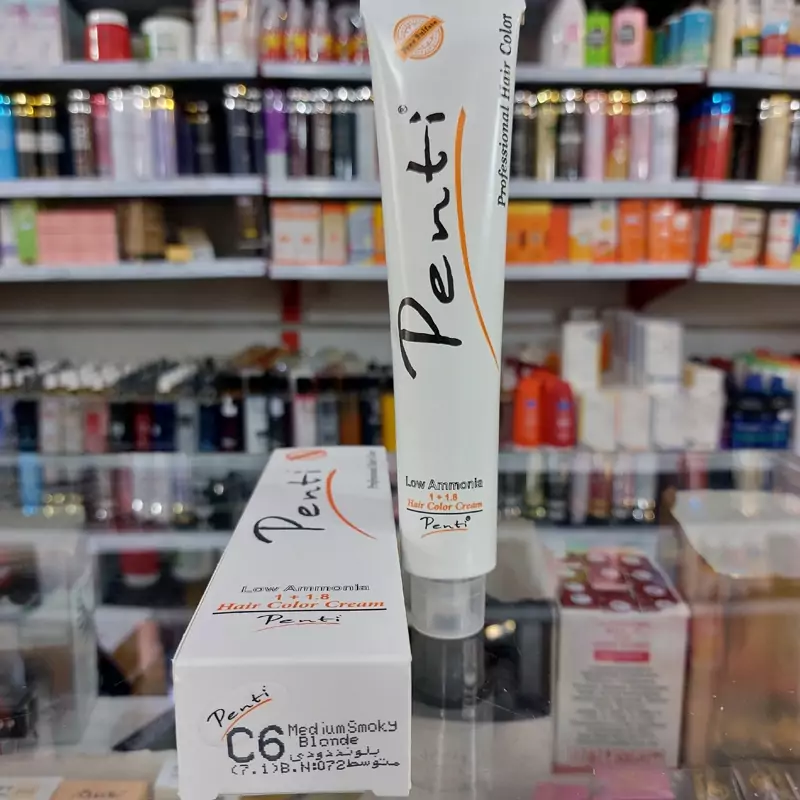 Penti®
Professional Hair Color
Low Ammonia
1 + 1.8
Hair Color Cream
Penti®
Penti
Low Ammonia
1 + 1.8
Hair Color Cream
Penti
Penti
C6 Medium Smoky
Blonde
بلوند دودی
(7.1) B.N:072 متوسط